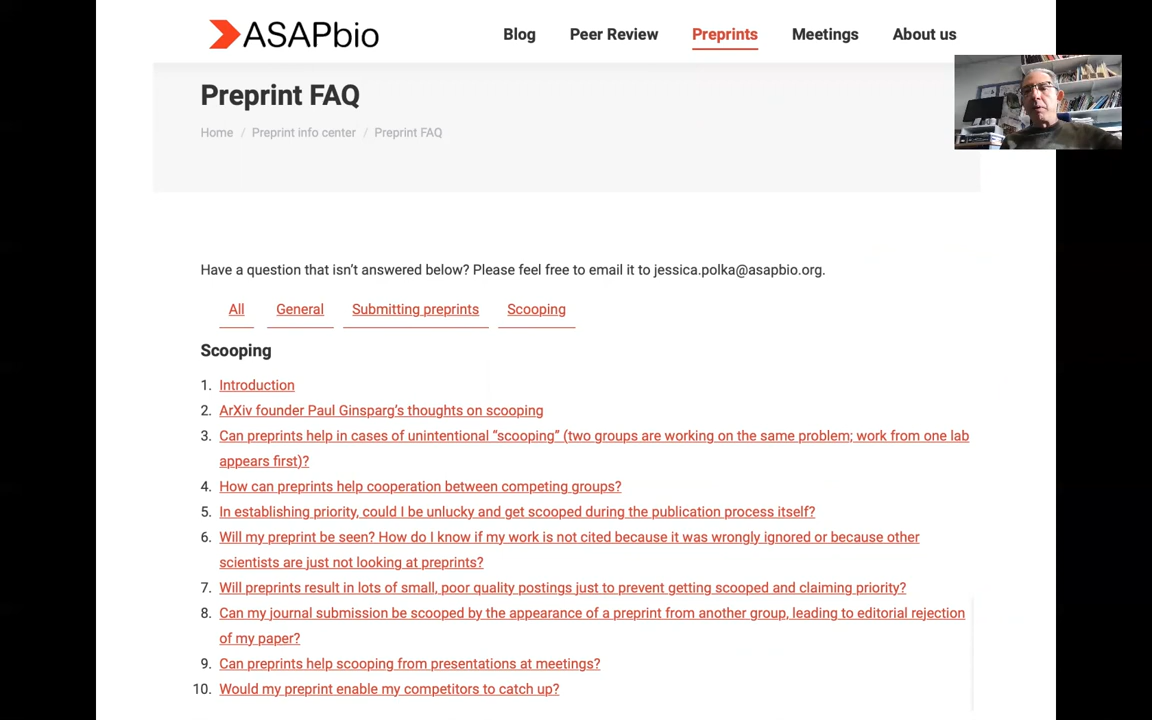 ASAPbio
Blog Peer Review Preprints Meetings About us
Preprint FAQ
Home / Preprint info center / Preprint FAQ
Have a question that isn’t answered below? Please feel free to email it to jessica.polka@asapbio.org.
All General Submitting preprints Scooping
Scooping
1. Introduction
2. ArXiv founder Paul Ginsparg’s thoughts on scooping
3. Can preprints help in cases of unintentional “scooping” (two groups are working on the same problem; work from one lab
appears first)?
4. How can preprints help cooperation between competing groups?
5. In establishing priority, could I be unlucky and get scooped during the publication process itself?
6. Will my preprint be seen? How do I know if my work is not cited because it was wrongly ignored or because other
scientists are just not looking at preprints?
7. Will preprints result in lots of small, poor quality postings just to prevent getting scooped and claiming priority?
8. Can my journal submission be scooped by the appearance of a preprint from another group, leading to editorial rejection
of my paper?
9. Can preprints help scooping from presentations at meetings?
10. Would my preprint enable my competitors to catch up?